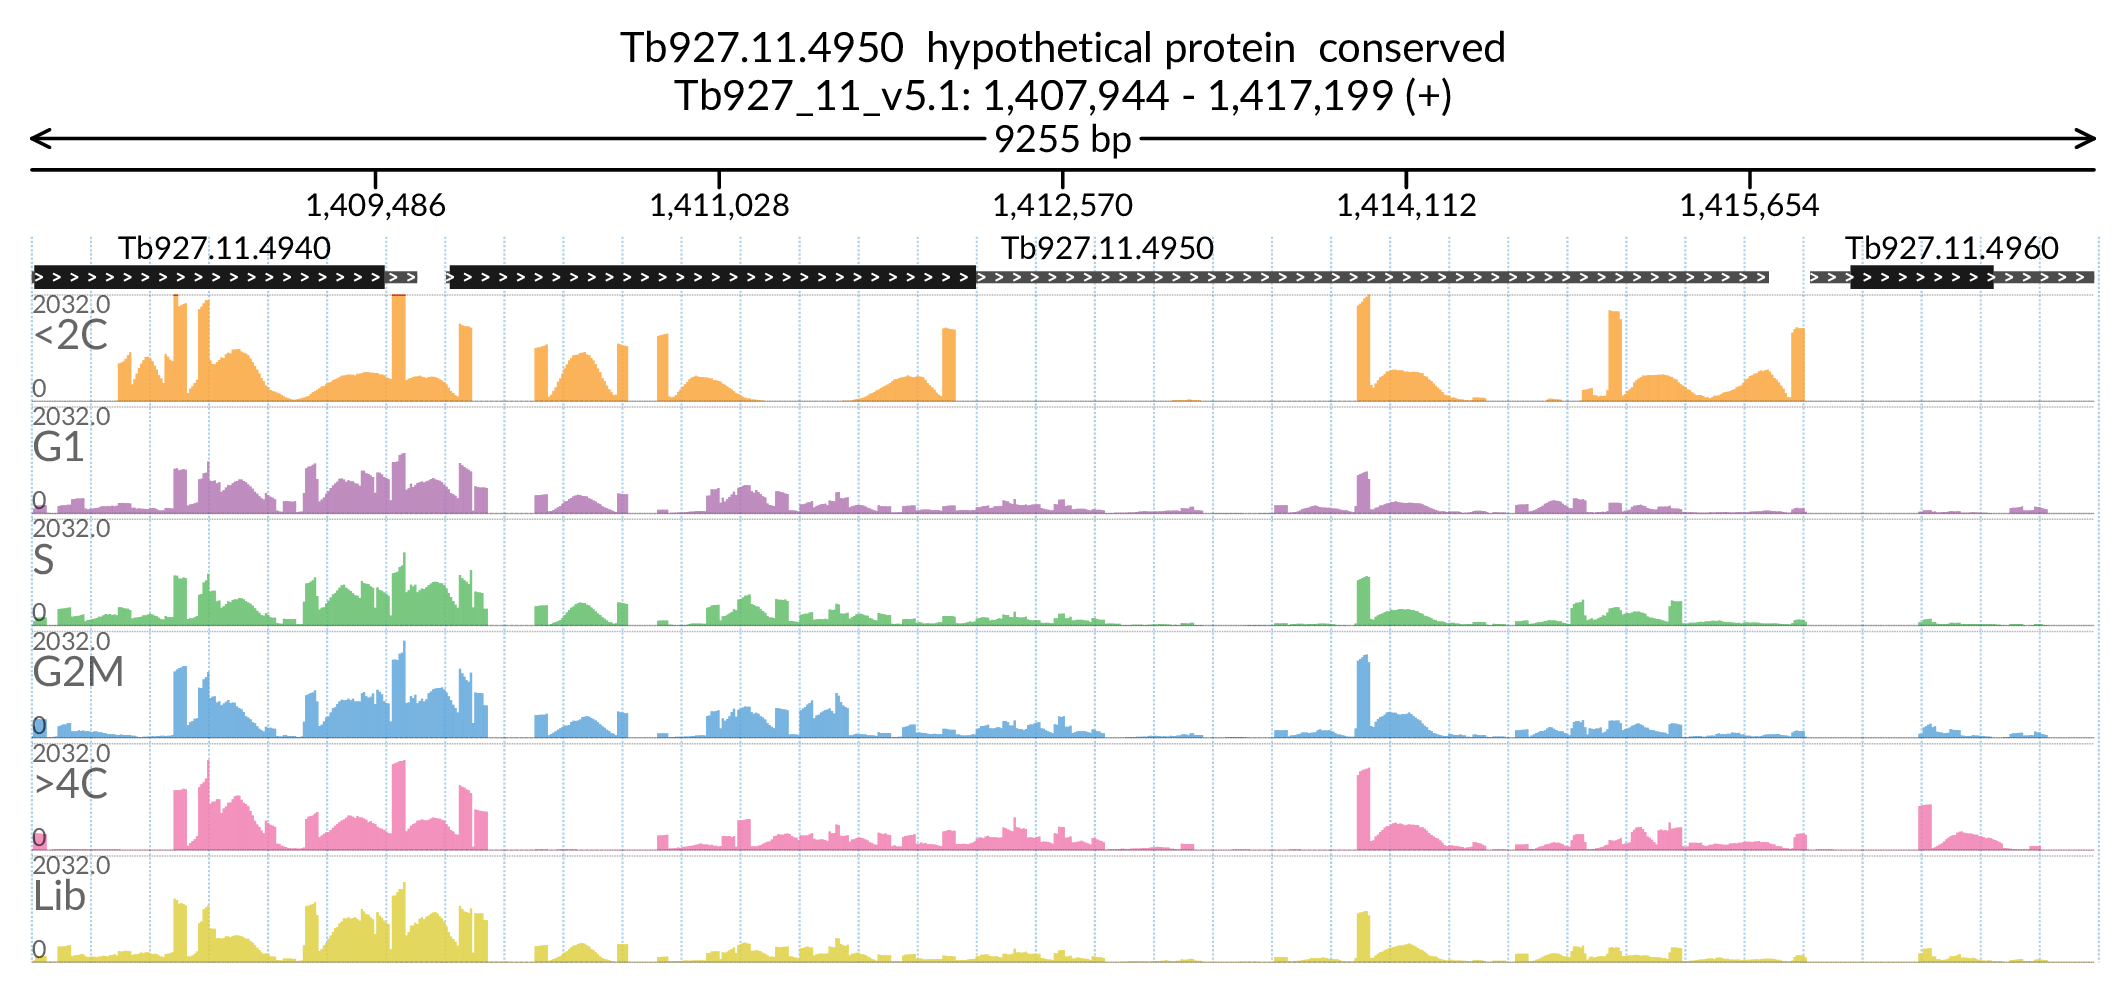 Tb927.11.4950  hypothetical protein  conserved
Tb927_11_v5.1: 1,407,944 - 1,417,199 (+)
9255 bp
1,409,486 1,411,028 1,412,570 1,414,112 1,415,654
Tb927.11.4940 Tb927.11.4950 Tb927.11.4960
2032.0
<2C
0
2032.0
G1
0
2032.0
S
0
2032.0
G2M
0
2032.0
>4C
0
2032.0
Lib
0